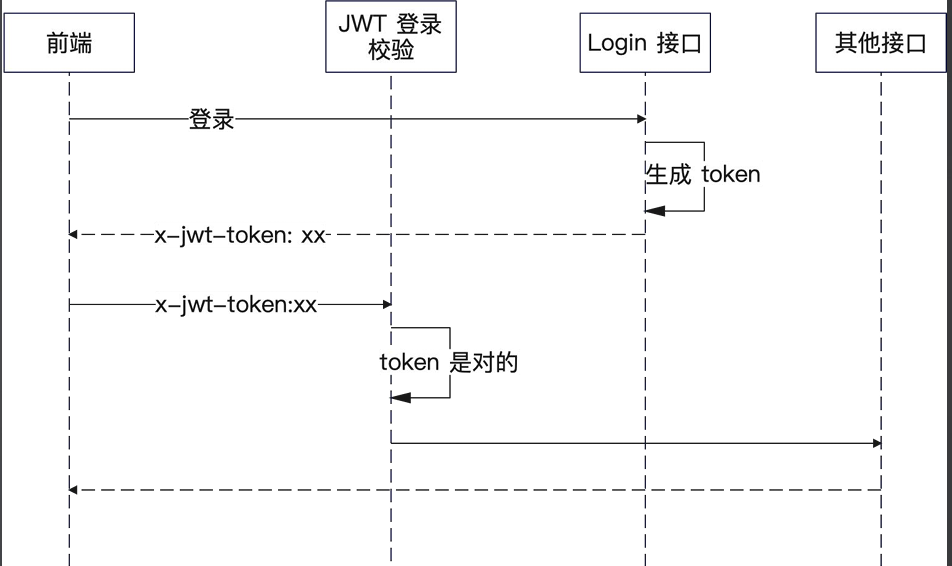 前端
JWT 登录
校验
Login 接口
其他接口
登录
生成 token
x-jwt-token: xx
x-jwt-token:xx
token 是对的